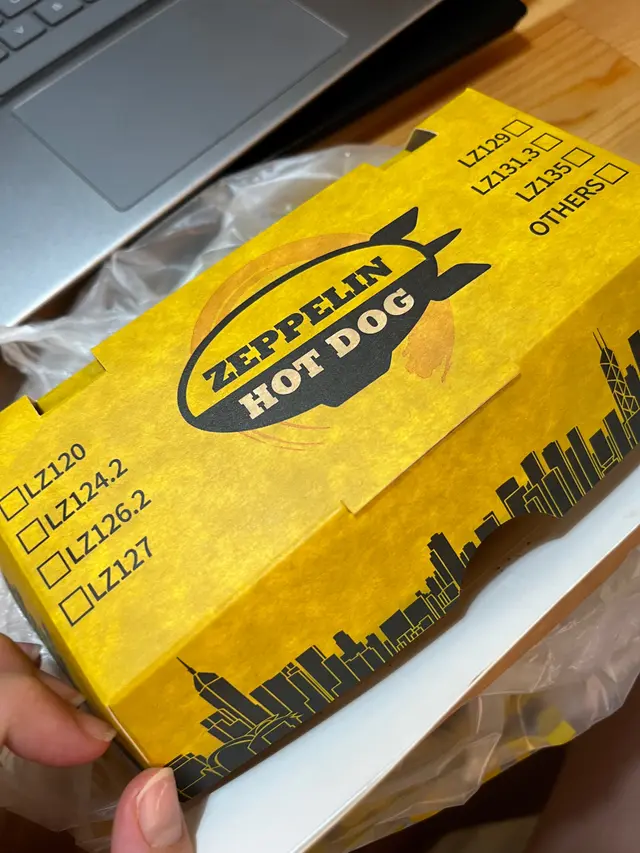 ZEPPELIN
HOT DOG
LZ129
LZ131.3
LZ135
OTHERS
LZ120
LZ124.2
LZ126.2
LZ127